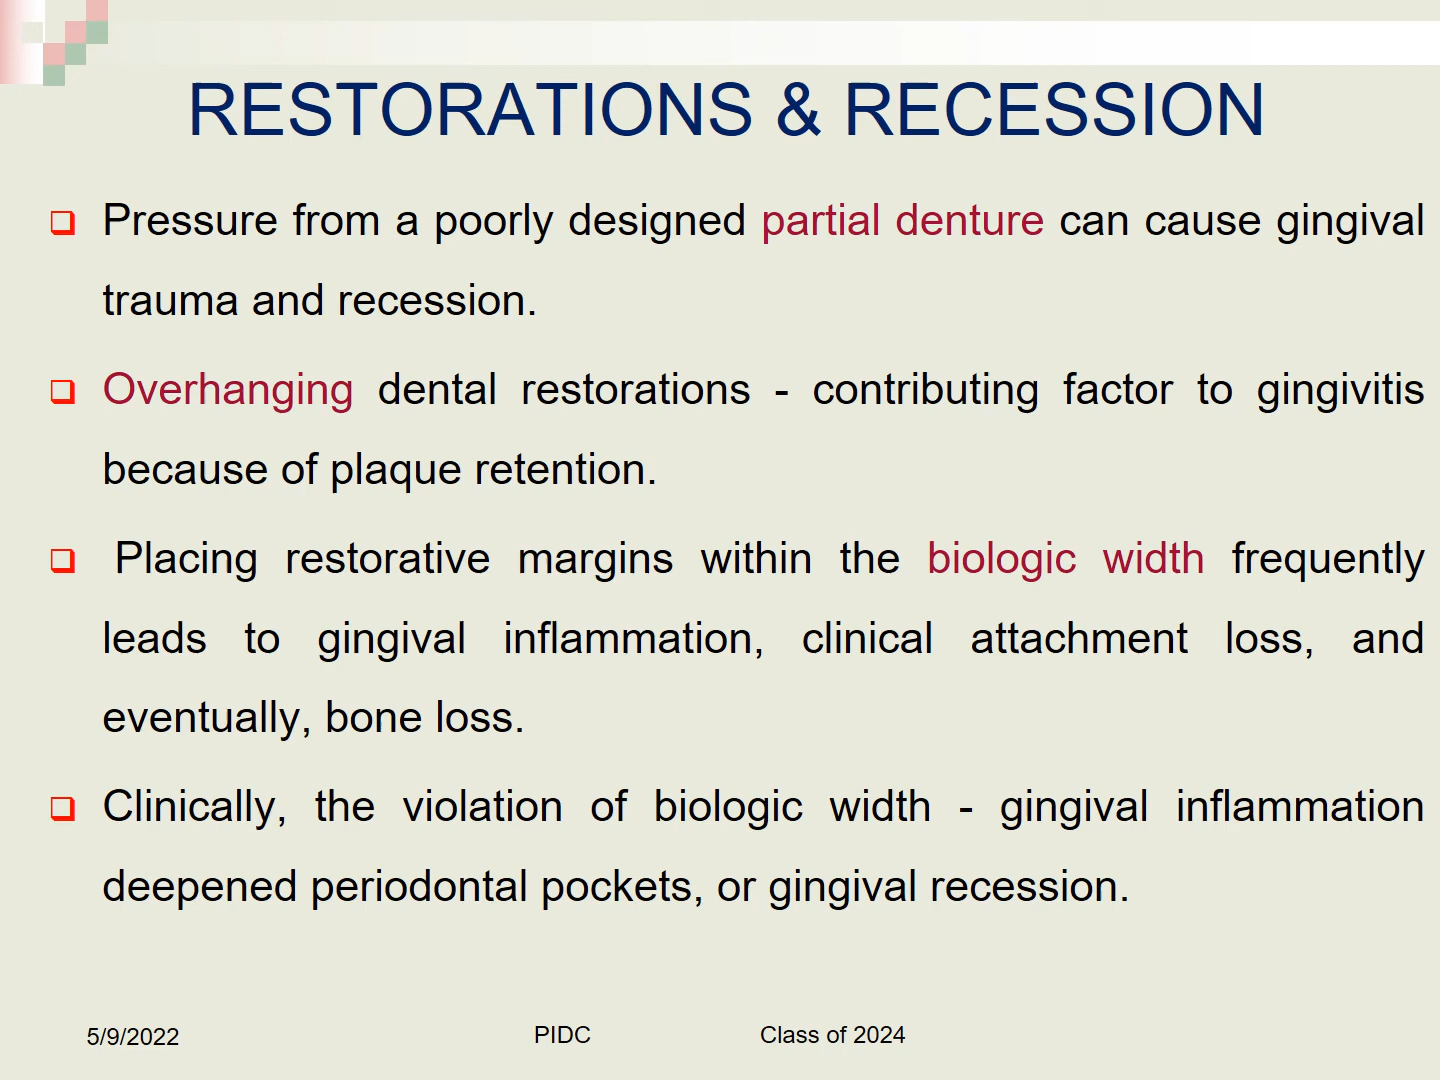 RESTORATIONS & RECESSION
❑ Pressure from a poorly designed partial denture can cause gingival
trauma and recession.
❑ Overhanging dental restorations - contributing factor to gingivitis
because of plaque retention.
❑ Placing restorative margins within the biologic width frequently
leads to gingival inflammation, clinical attachment loss, and
eventually, bone loss.
❑ Clinically, the violation of biologic width - gingival inflammation
deepened periodontal pockets, or gingival recession.
5/9/2022 PIDC Class of 2024